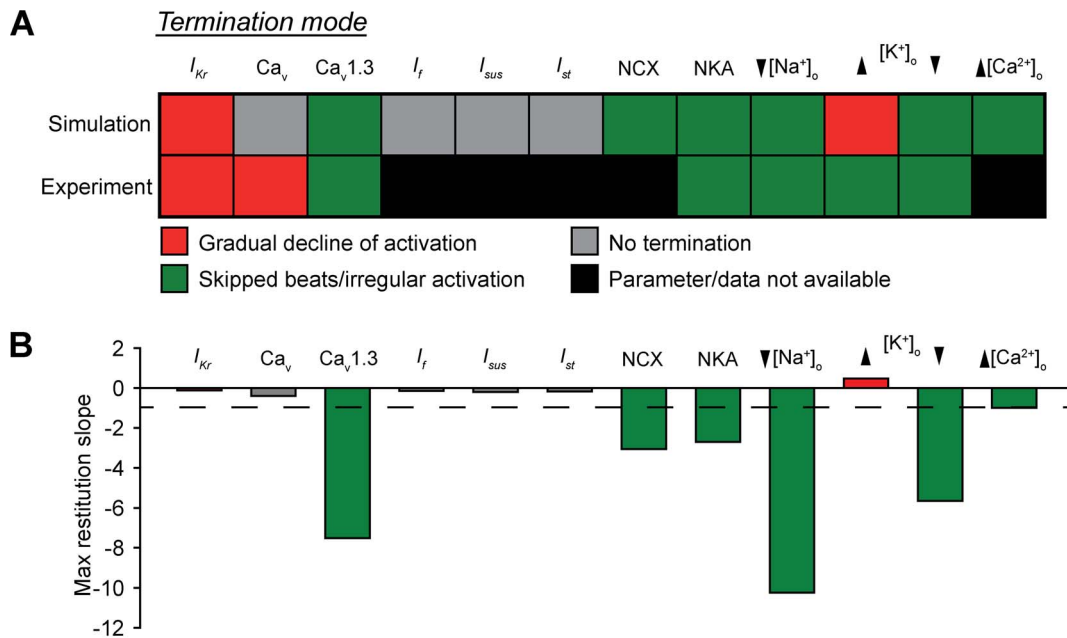 A
Termination mode
I_Kr Ca_v Ca_v1.3 I_f I_sus I_st NCX NKA ▼[Na⁺]_o ▲ [K⁺]_o ▼ ▲[Ca²⁺]_o
Simulation
Experiment
Gradual decline of activation No termination
Skipped beats/irregular activation Parameter/data not available
B
I_Kr Ca_v Ca_v1.3 I_f I_sus I_st NCX NKA ▼[Na⁺]_o ▲ [K⁺]_o ▼ ▲[Ca²⁺]_o
Max restitution slope
2
0
-2
-4
-6
-8
-10
-12